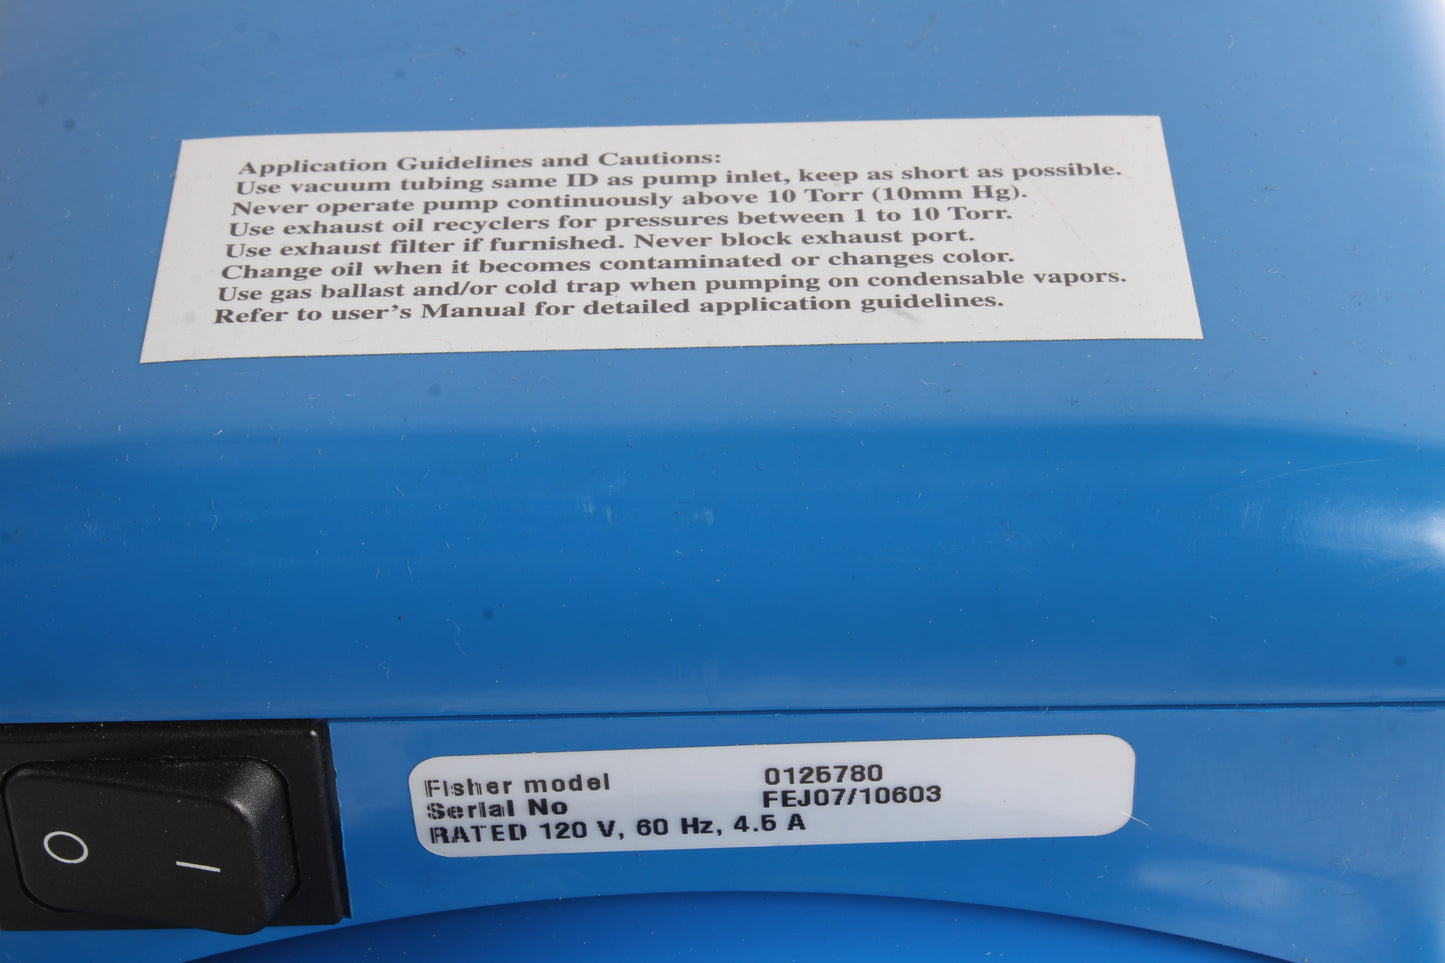 Application Guidelines and Cautions:
Use vacuum tubing same ID as pump inlet, keep as short as possible.
Never operate pump continuously above 10 Torr (10mm Hg).
Use exhaust oil recyclers for pressures between 1 to 10 Torr.
Use exhaust filter if furnished. Never block exhaust port.
Change oil when it becomes contaminated or changes color.
Use gas ballast and/or cold trap when pumping on condensable vapors.
Refer to user's Manual for detailed application guidelines.
Fisher model 0125780
Serial No FEJ07/10603
RATED 120 V, 60 Hz, 4.5 A
O |